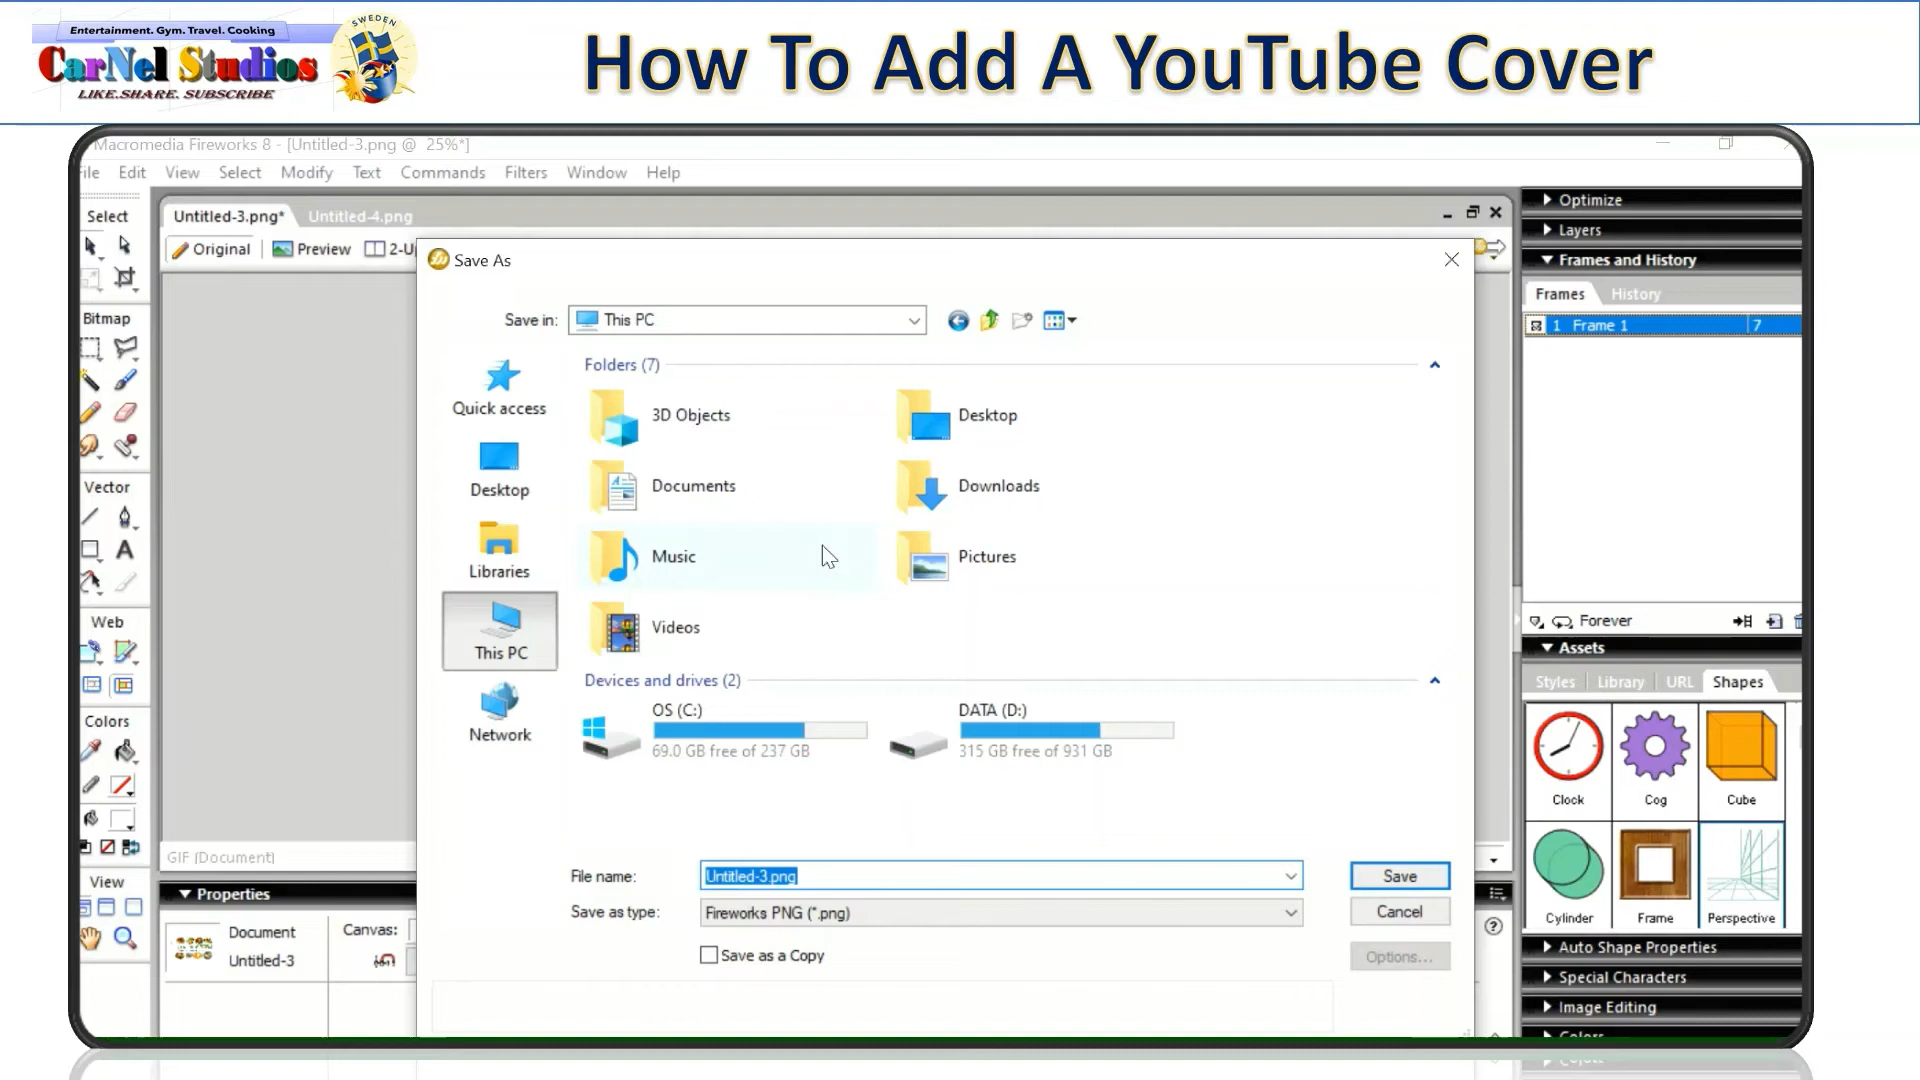 SWEDEN
Entertainment. Gym. Travel. Cooking
CarNel Studios
LIKE.SHARE. SUBSCRIBE
How To Add A YouTube Cover
Macromedia Fireworks 8 - [Untitled-3.png @ 25%*]
ile Edit View Select Modify Text Commands Filters Window Help
Select
Untitled-3.png* Untitled-4.png
Original Preview 2-U
Save As
Save in: This PC
Folders (7)
Quick access
3D Objects
Desktop
Desktop
Documents
Downloads
Libraries
Music
Pictures
This PC
Videos
Network
Devices and drives (2)
OS (C:)
69.0 GB free of 237 GB
DATA (D:)
315 GB free of 931 GB
File name: Untitled-3.png
Save
Save as type: Fireworks PNG (*.png)
Cancel
Save as a Copy
Options...
Bitmap
Vector
A
Web
Colors
View
GIF (Document)
Properties
Document
Untitled-3
Canvas:
Optimize
Layers
Frames and History
Frames History
1 Frame 1 7
Forever
Assets
Styles Library URL Shapes
Clock Cog Cube
Cylinder Frame Perspective
Auto Shape Properties
Special Characters
Image Editing